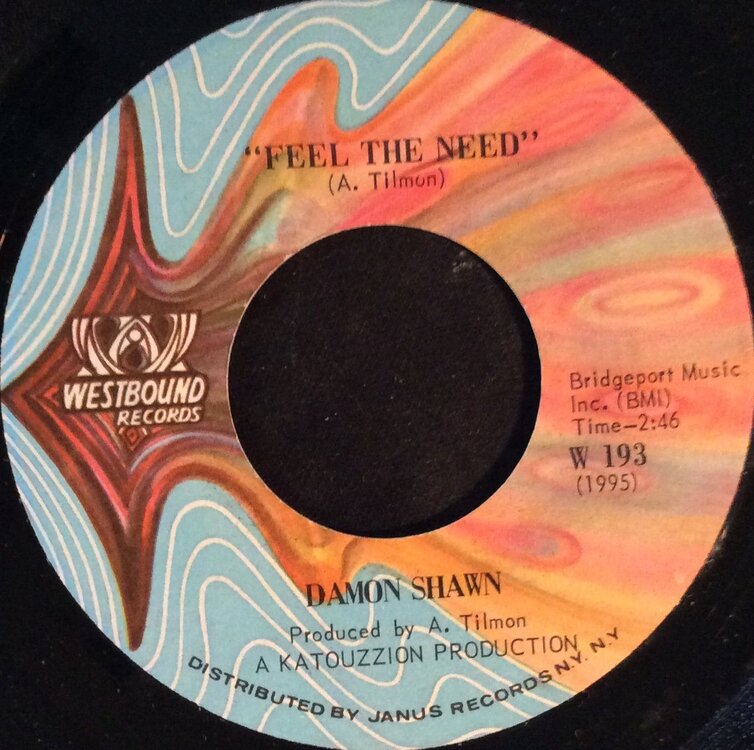 "FEEL THE NEED"
(A. Tilmon)
WESTBOUND
RECORDS
Bridgeport Music
Inc. (BMI)
Time—2:46
W 193
(1995)
DAMON SHAWN
Produced by A. Tilmon
A KATOUZZION PRODUCTION
DISTRIBUTED BY JANUS RECORDS N.Y. N.Y